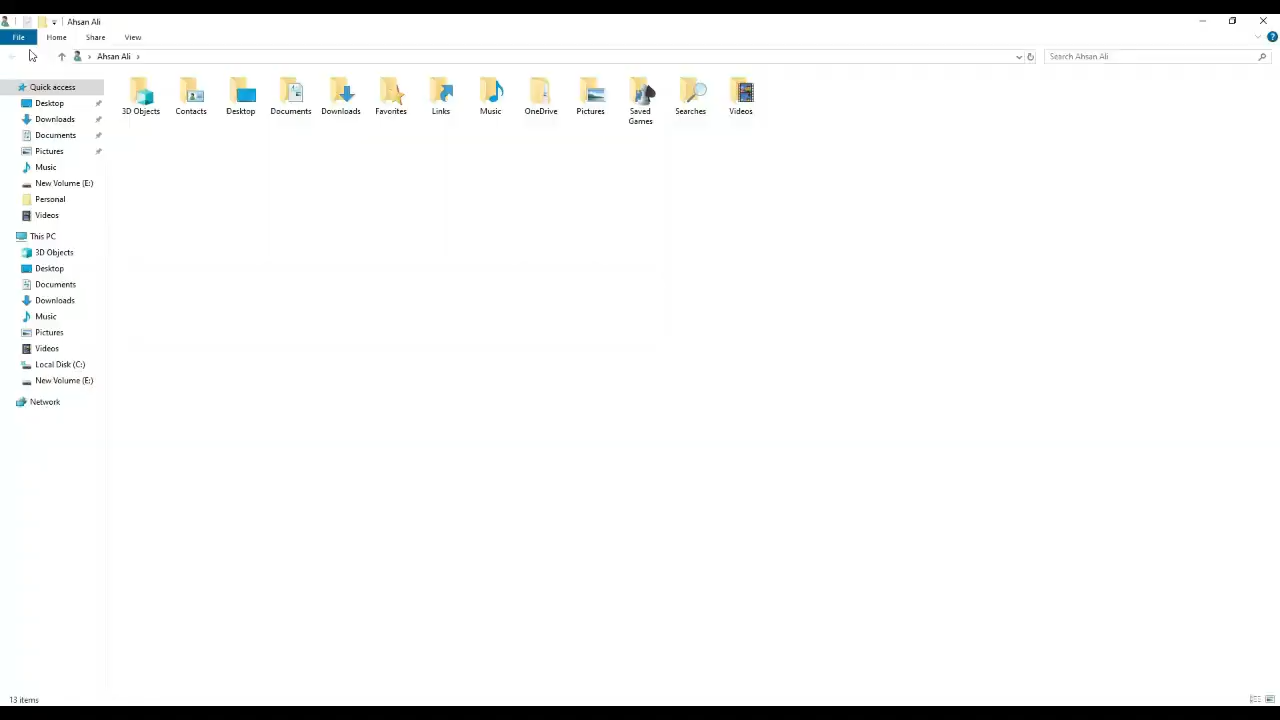 Ahsan Ali
File Home Share View
Ahsan Ali
Search Ahsan Ali
Quick access
Desktop
Downloads
Documents
Pictures
Music
New Volume (E:)
Personal
Videos
This PC
3D Objects
Desktop
Documents
Downloads
Music
Pictures
Videos
Local Disk (C:)
New Volume (E:)
Network
3D Objects
Contacts
Desktop
Documents
Downloads
Favorites
Links
Music
OneDrive
Pictures
Saved
Games
Searches
Videos
13 items